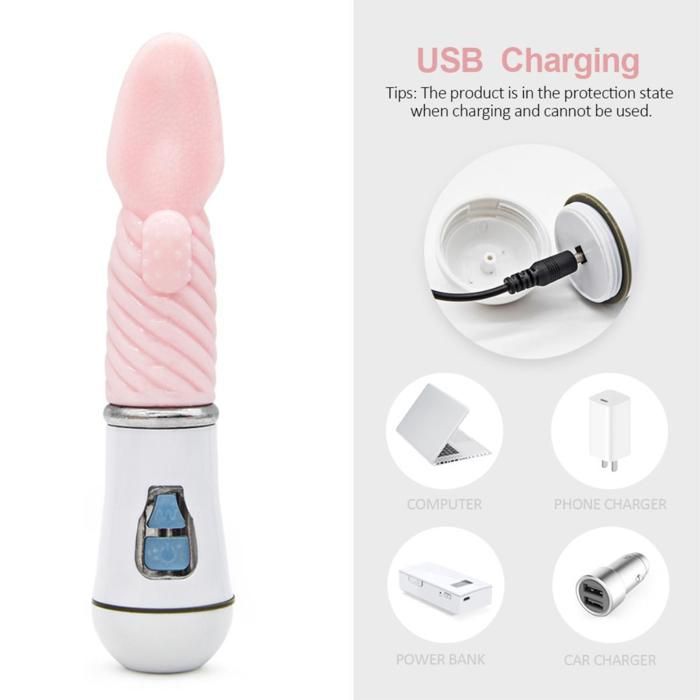 USB Charging
Tips: The product is in the protection state
when charging and cannot be used.
COMPUTER
PHONE CHARGER
POWER BANK
CAR CHARGER